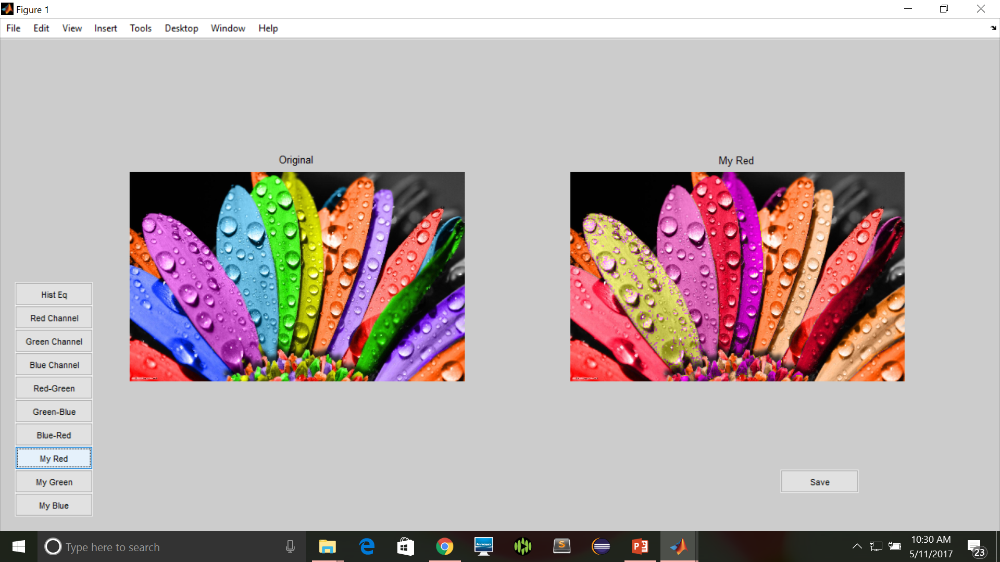 Figure 1
File Edit View Insert Tools Desktop Window Help
Original
My Red
Hist Eq
Red Channel
Green Channel
Blue Channel
Red-Green
Green-Blue
Blue-Red
My Red
My Green
My Blue
Save
Type here to search
lenovo
S
P
10:30 AM
5/11/2017
23